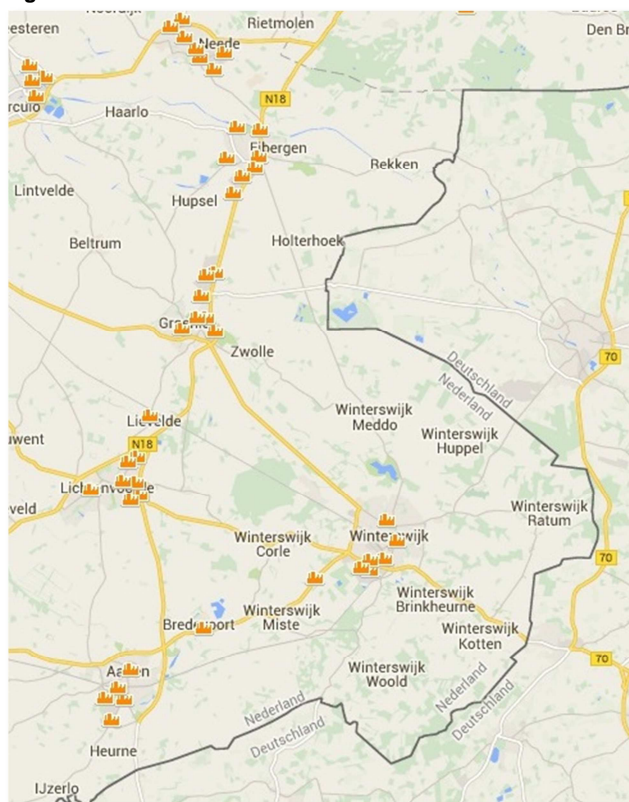 Rietmolen
Neede
Den Br
N18
Haarlo
Eibergen
Rekken
Lintvelde
Hupsel
Beltrum
Holterhoek
70
Zwolle
Deutschland
Nederland
Winterswijk
Meddo
Lievelde
Winterswijk
Huppel
N18
Winterswijk
Ratum
Winterswijk
Winterswijk
Corle
70
Winterswijk
Brinkheurne
Winterswijk
Miste
Bredevoort
Winterswijk
Kotten
70
Winterswijk
Woold
Nederland
Deutschland
Nederland
Deutschland
Heurne
IJzerlo